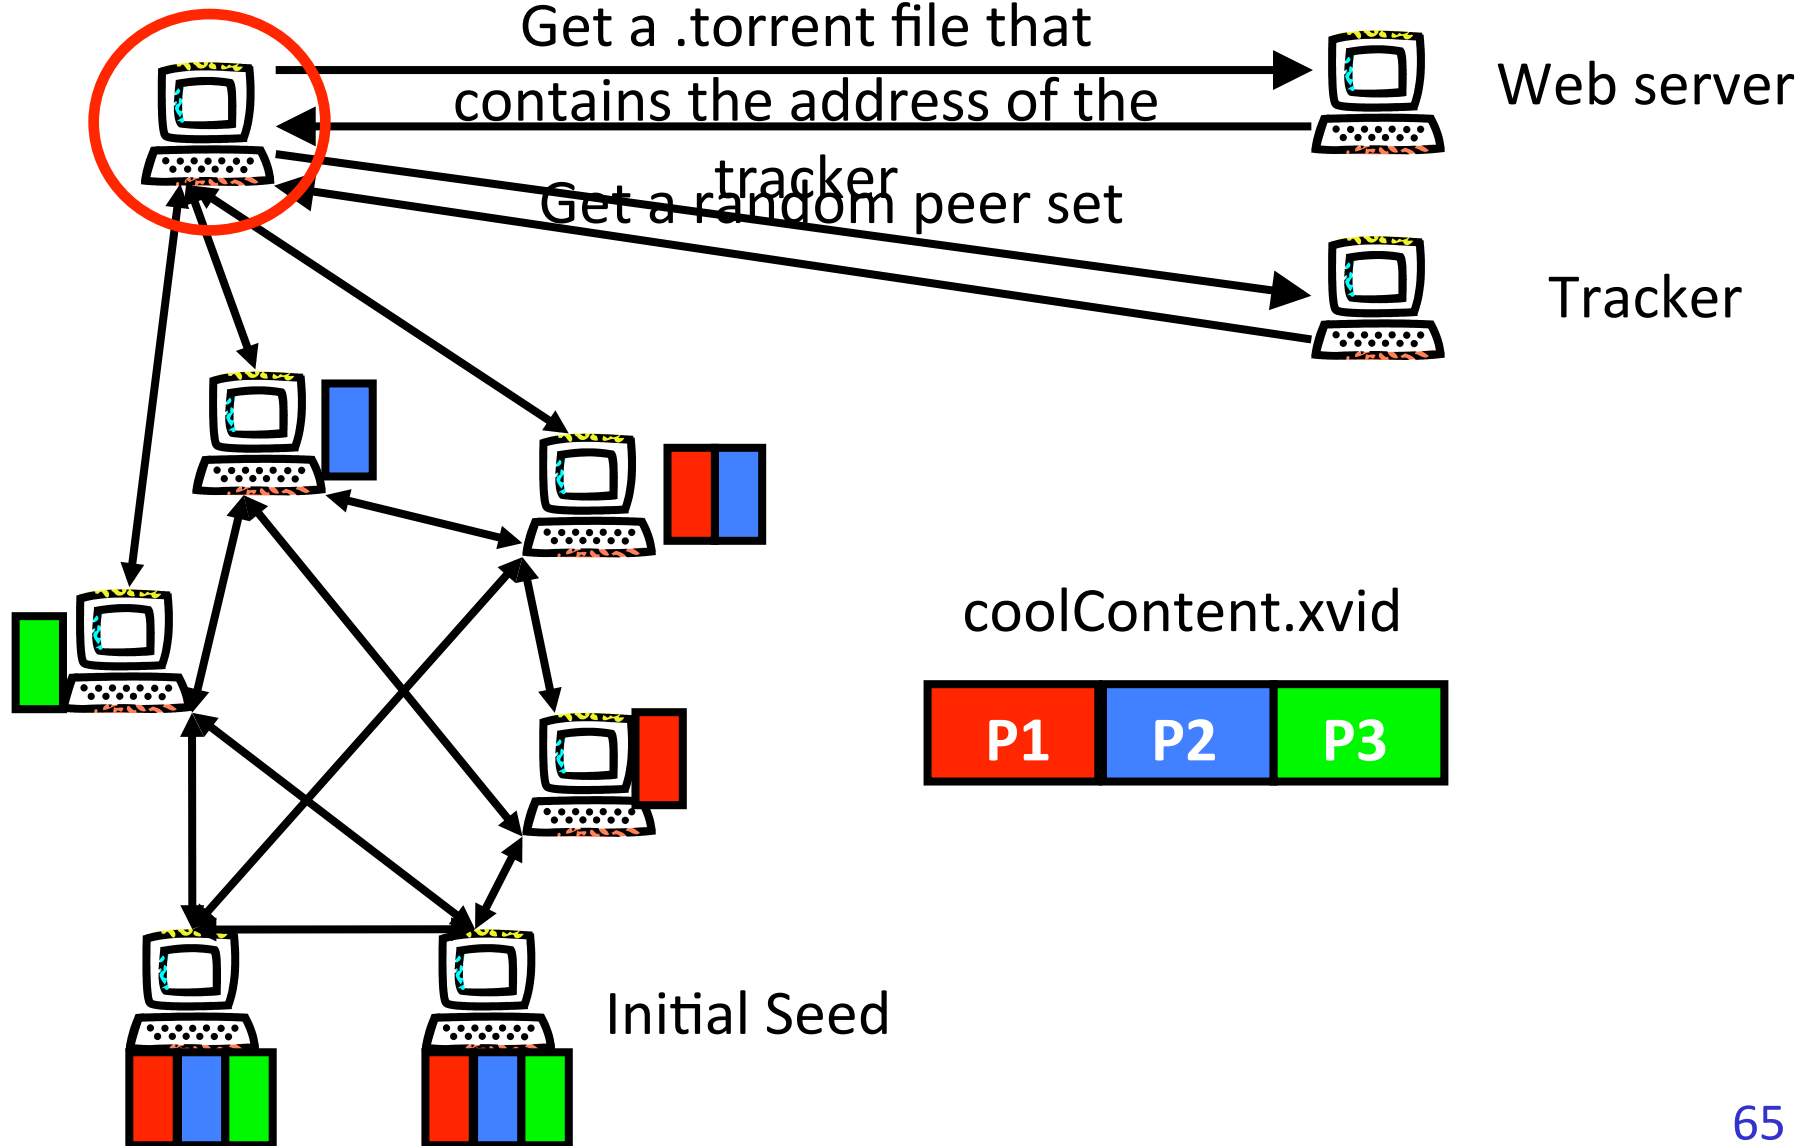 Get a .torrent file that
contains the address of the
tracker
Web server
Get a random peer set
Tracker
coolContent.xvid
P1 P2 P3
Initial Seed
65